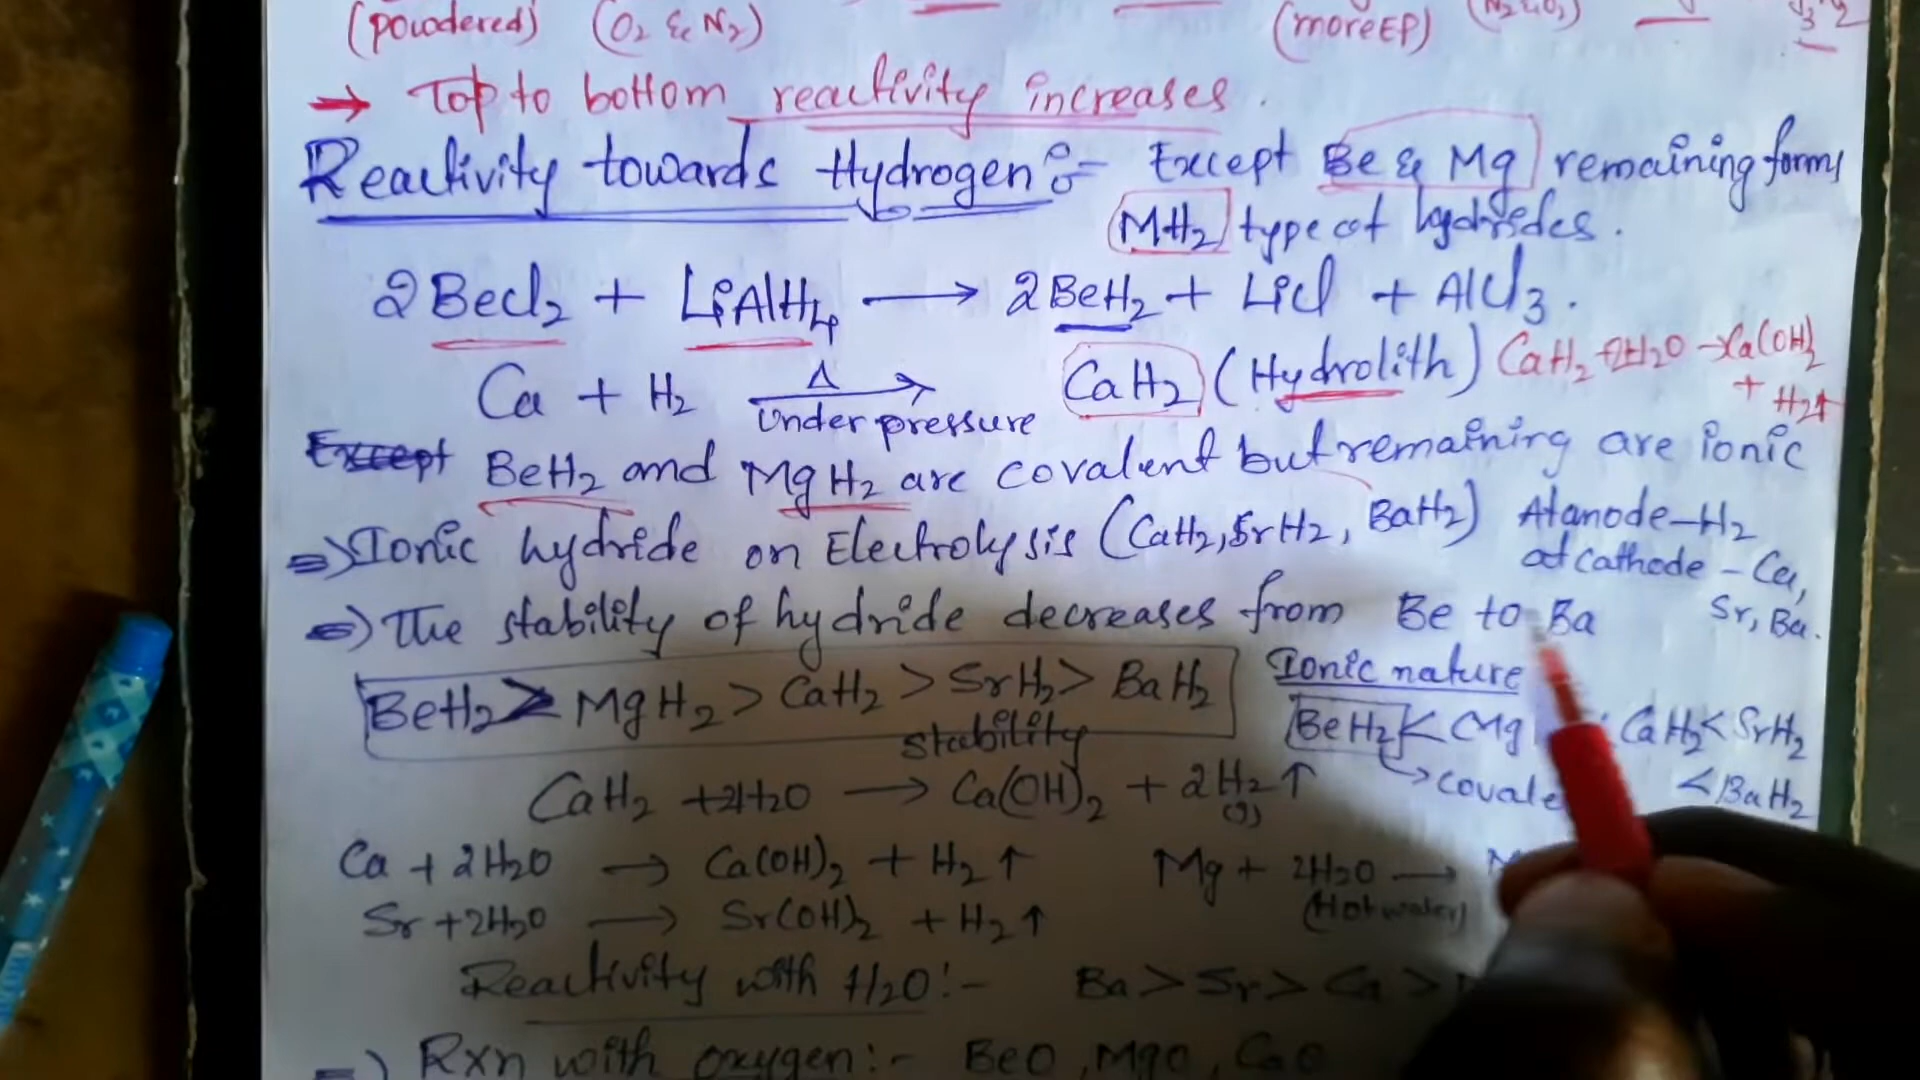 (powdered) (O2 & N2) (more EP)
→ Top to bottom reactivity increases.
Reactivity towards Hydrogen :- Except Be & Mg remaining forms
MH2 type of hydrides.
2BeCl2 + LiAlH4 → 2BeH2 + LiCl + AlCl3.
Ca + H2 Δ Under pressure → CaH2 (Hydrolith) CaH2 + 2H2O → Ca(OH)2
+ H2↑
Except BeH2 and MgH2 are covalent but remaining are ionic
⇒) Ionic hydride on Electrolysis (CaH2, SrH2, BaH2) At anode - H2
at cathode - Ca,
Sr, Ba.
⇒) The stability of hydride decreases from Be to Ba
Ionic nature
BeH2 > MgH2 > CaH2 > SrH2 > BaH2
stability
BeH2 < Mg CaH2 < SrH2
< BaH2
CaH2 + 2H2O → Ca(OH)2 + 2H2↑
(g)
Ca + 2H2O → Ca(OH)2 + H2↑ Mg + 2H2O →
(Hot water)
Sr + 2H2O → Sr(OH)2 + H2↑
Reactivity with H2O :- Ba > Sr > Ca >
⇒) Rxn with oxygen :- BeO, MgO, CaO